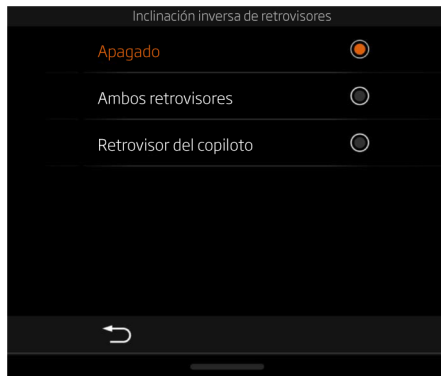 Inclinación inversa de retrovisores
Apagado
Ambos retrovisores
Retrovisor del copiloto